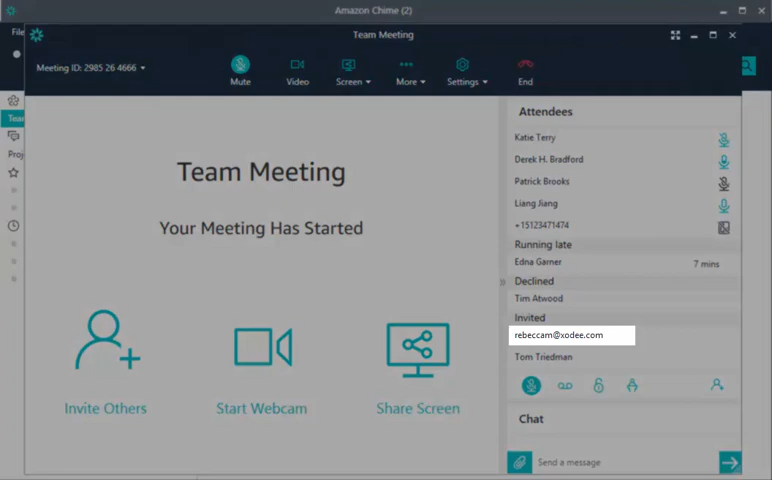 Amazon Chime (2)
File
Team Meeting
Meeting ID: 2985 26 4666
Mute
Video
Screen
More
Settings
End
Team Meeting
Your Meeting Has Started
Invite Others
Start Webcam
Share Screen
Attendees
Katie Terry
Derek H. Bradford
Patrick Brooks
Liang Jiang
+15123471474
Running late
Edna Garner 7 mins
Declined
Tim Atwood
Invited
rebeccam@xodee.com
Tom Triedman
Chat
Send a message
Tear
Proj